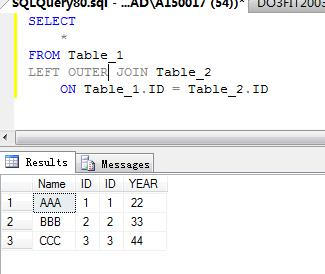 SQLQuery80.sql - ...AD\A150017 (54))* DO3FIT2003
SELECT
*
FROM Table_1
LEFT OUTER JOIN Table_2
ON Table_1.ID = Table_2.ID
Results Messages
Name ID ID YEAR
1 AAA 1 1 22
2 BBB 2 2 33
3 CCC 3 3 44